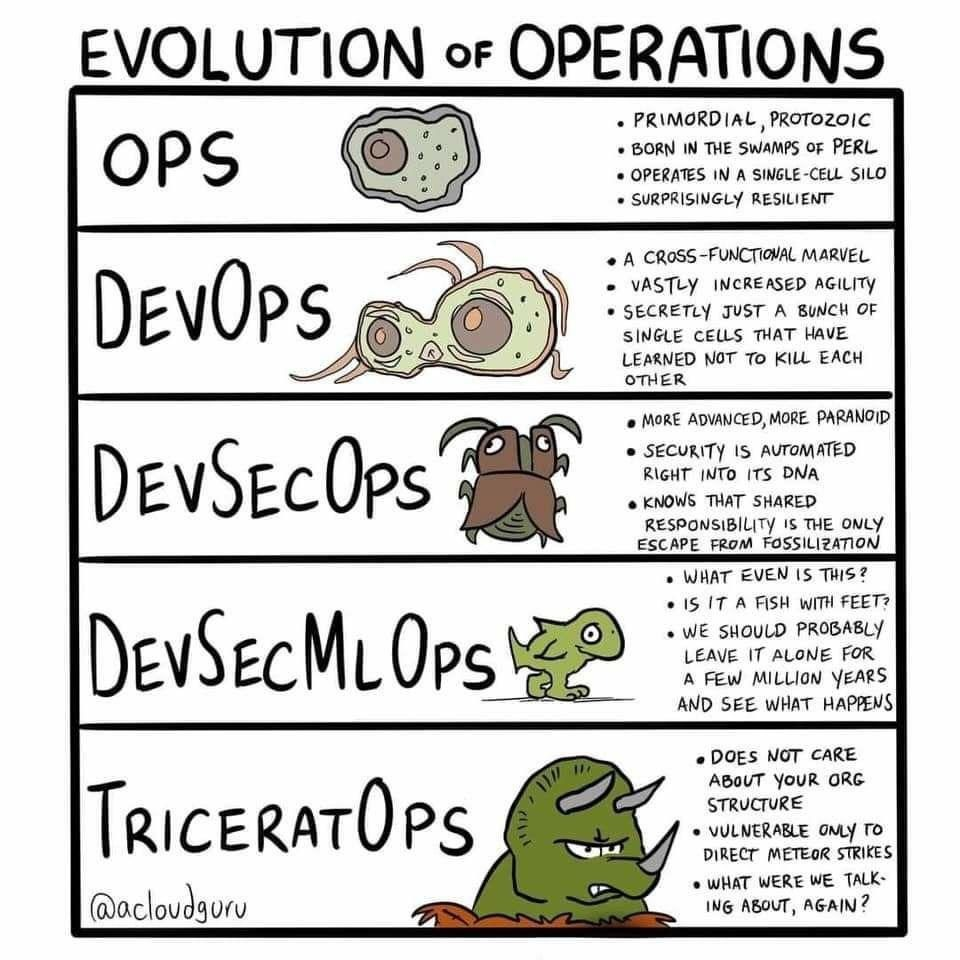 EVOLUTION OF OPERATIONS
OPS
• PRIMORDIAL, PROTOZOIC
• BORN IN THE SWAMPS OF PERL
• OPERATES IN A SINGLE-CELL SILO
• SURPRISINGLY RESILIENT
DEVOPS
• A CROSS-FUNCTIONAL MARVEL
• VASTLY INCREASED AGILITY
• SECRETLY JUST A BUNCH OF
SINGLE CELLS THAT HAVE
LEARNED NOT TO KILL EACH
OTHER
DEVSECOPS
• MORE ADVANCED, MORE PARANOID
• SECURITY IS AUTOMATED
RIGHT INTO ITS DNA
• KNOWS THAT SHARED
RESPONSIBILITY IS THE ONLY
ESCAPE FROM FOSSILIZATION
DEVSECMLOPS
• WHAT EVEN IS THIS?
• IS IT A FISH WITH FEET?
• WE SHOULD PROBABLY
LEAVE IT ALONE FOR
A FEW MILLION YEARS
AND SEE WHAT HAPPENS
TRICERATOPS
• DOES NOT CARE
ABOUT YOUR ORG
STRUCTURE
• VULNERABLE ONLY TO
DIRECT METEOR STRIKES
• WHAT WERE WE TALK-
ING ABOUT, AGAIN?
@acloudguru